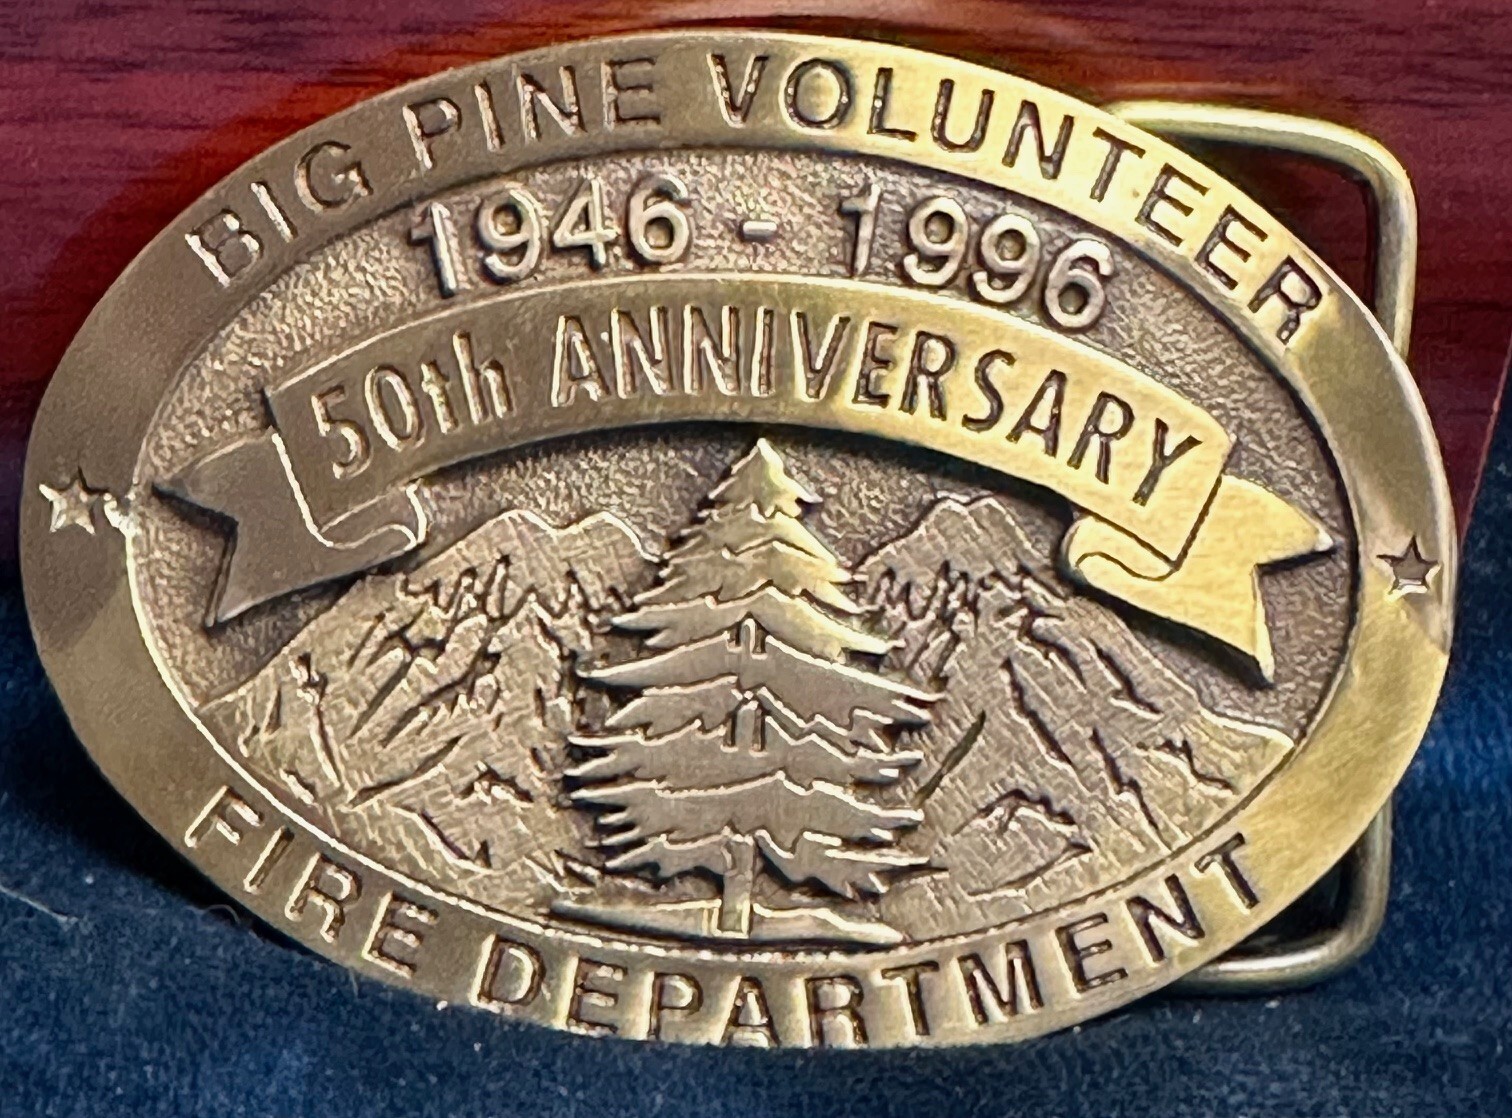 BIG PINE VOLUNTEER
1946 - 1996
50th ANNIVERSARY
FIRE DEPARTMENT